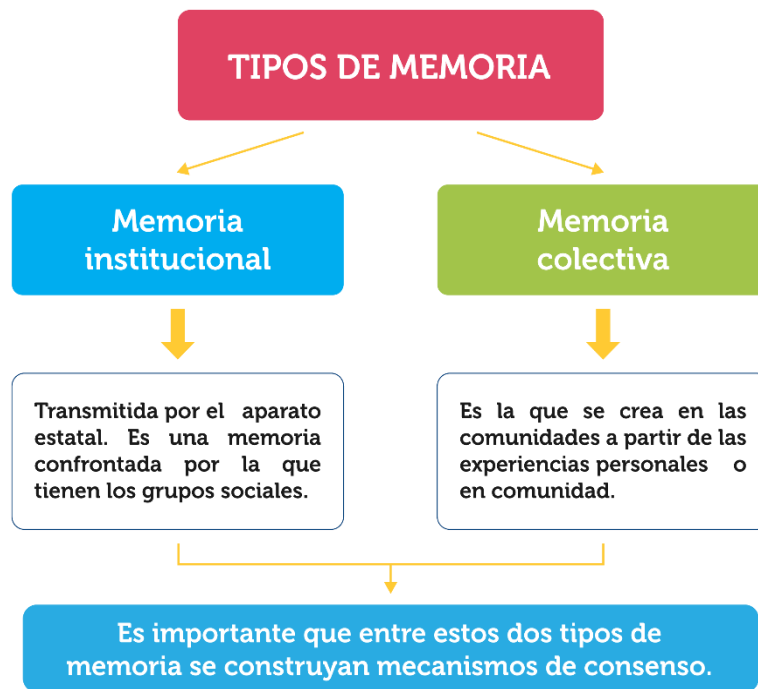 TIPOS DE MEMORIA
Memoria
institucional
Transmitida por el aparato
estatal. Es una memoria
confrontada por la que
tienen los grupos sociales.
Memoria
colectiva
Es la que se crea en las
comunidades a partir de las
experiencias personales o
en comunidad.
Es importante que entre estos dos tipos de
memoria se construyan mecanismos de consenso.